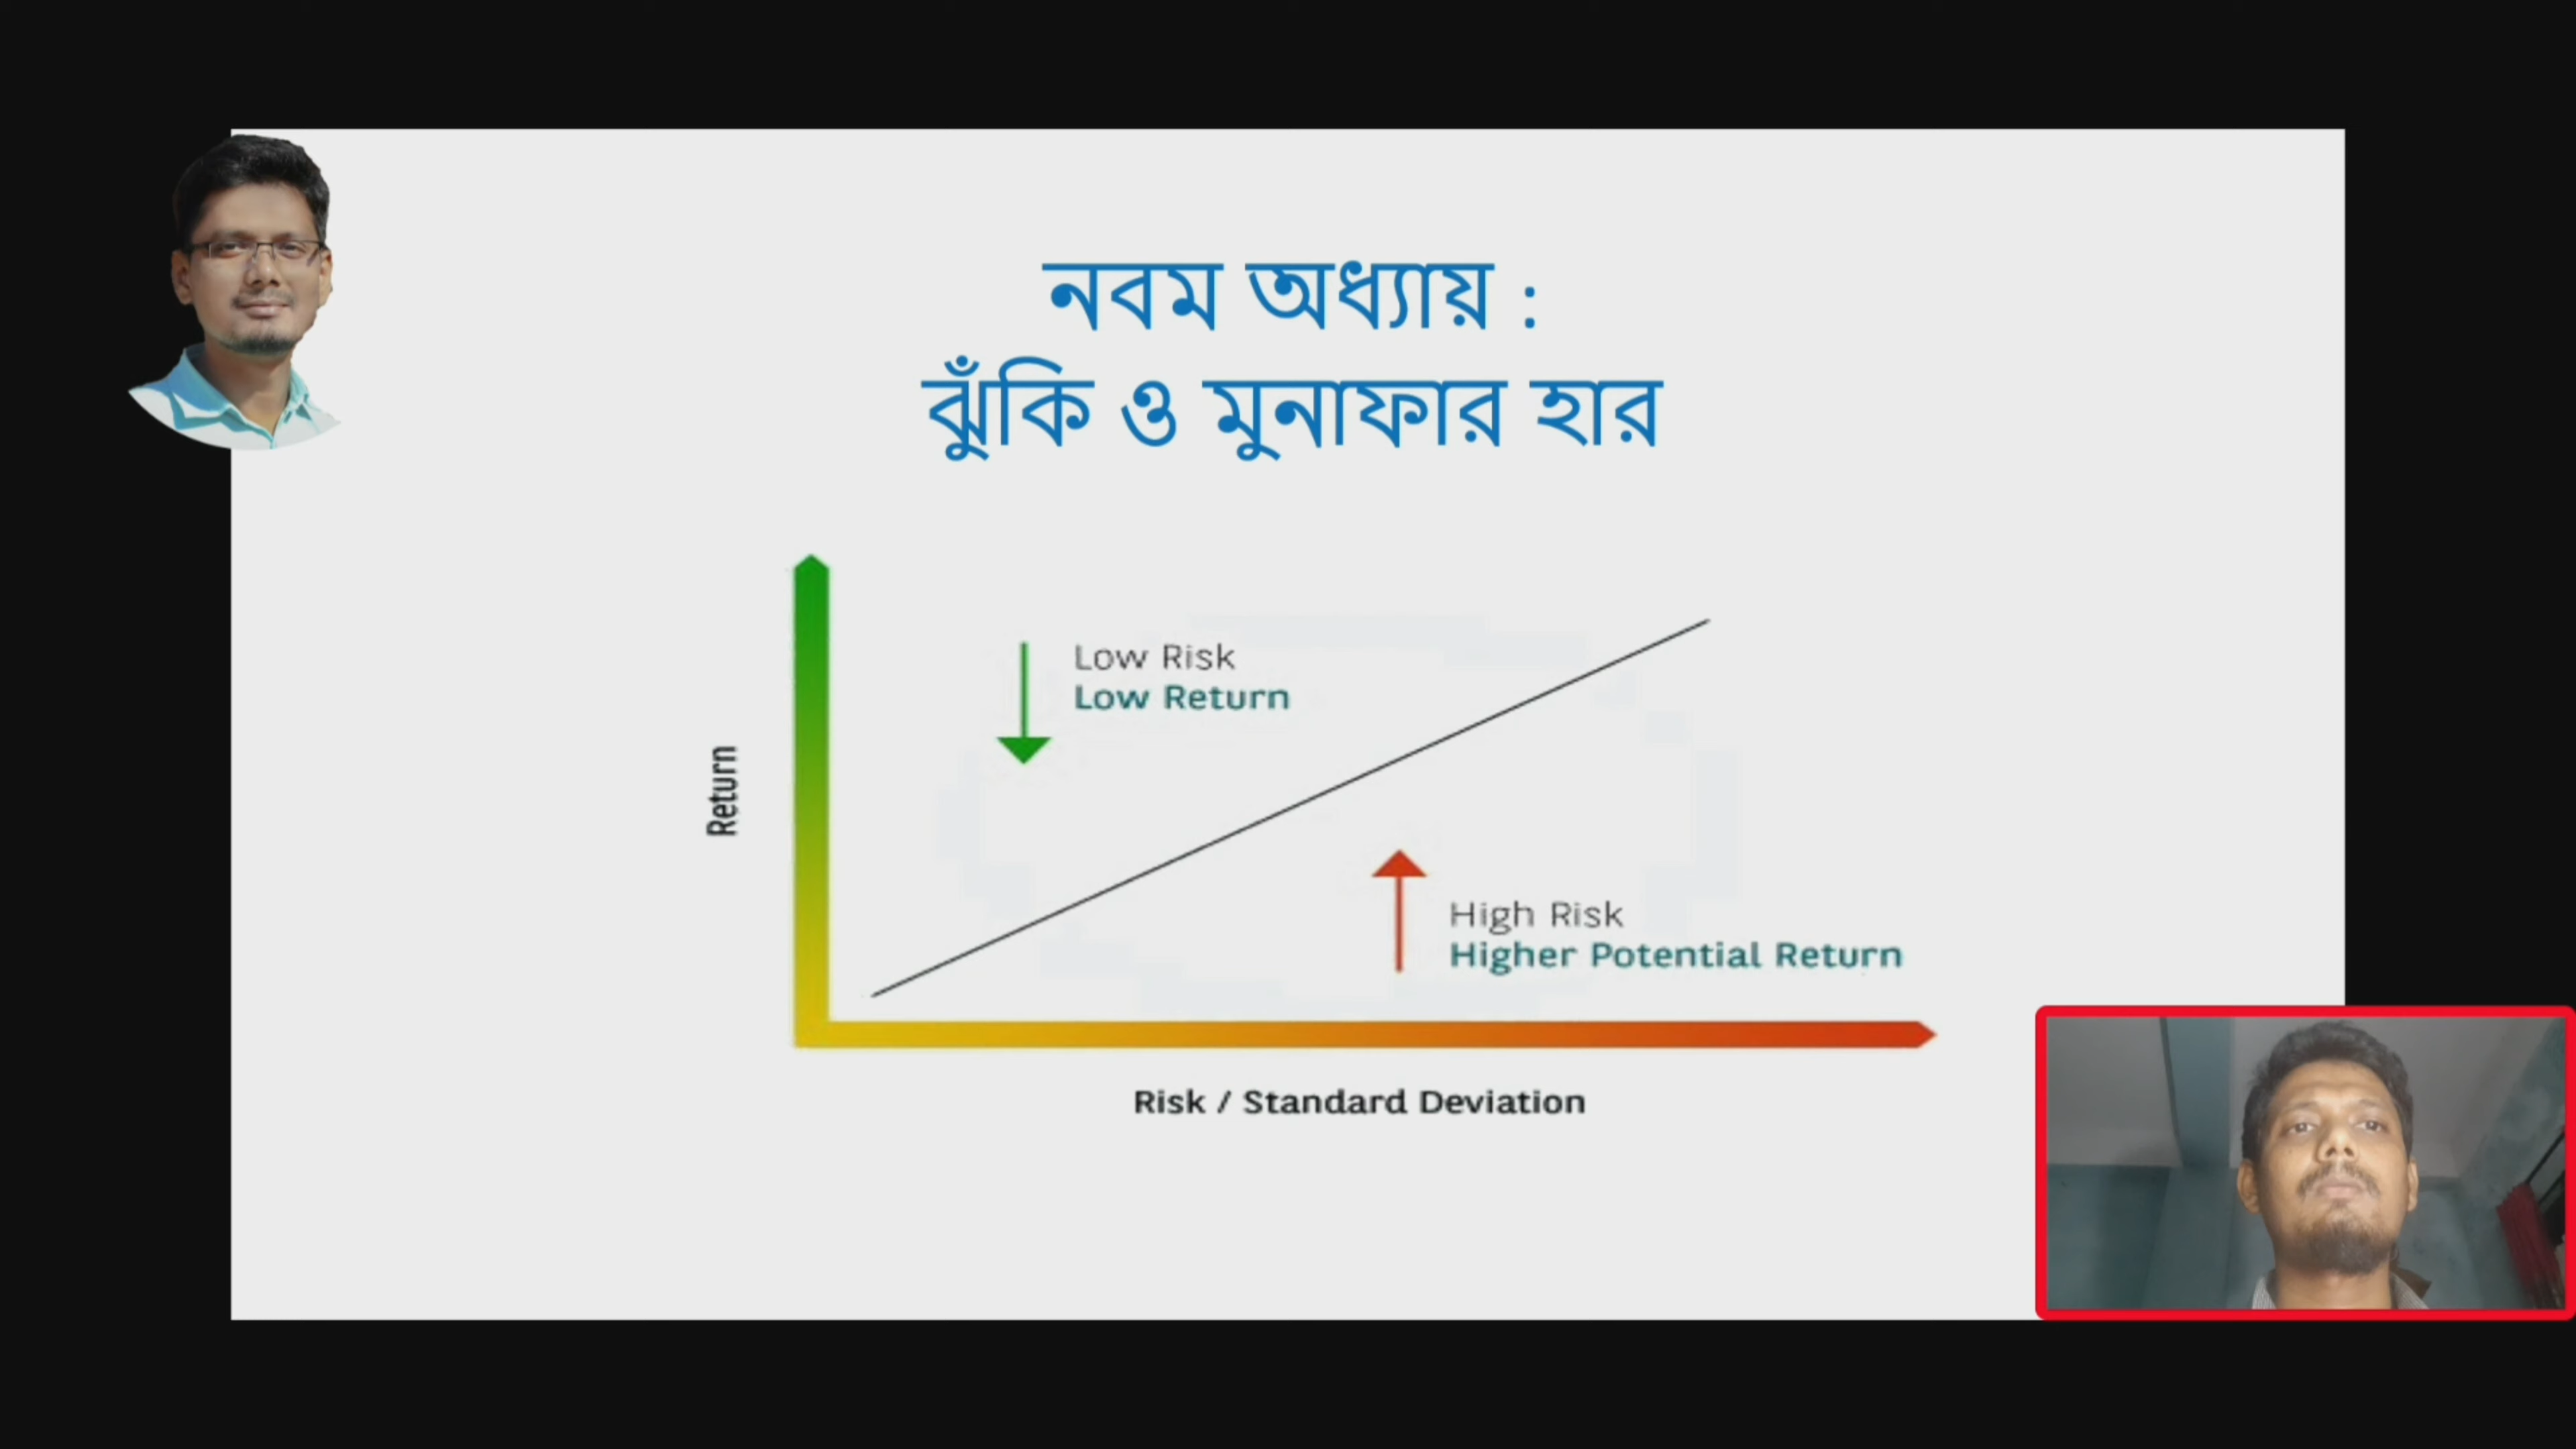 নবম অধ্যায় :
ঝুঁকি ও মুনাফার হার
Low Risk
Low Return
Return
High Risk
Higher Potential Return
Risk / Standard Deviation